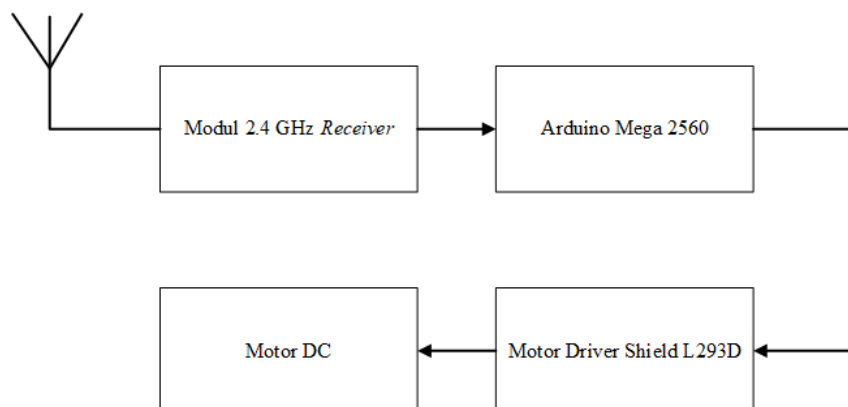 Modul 2.4 GHz Receiver
Arduino Mega 2560
Motor DC
Motor Driver Shield L293D